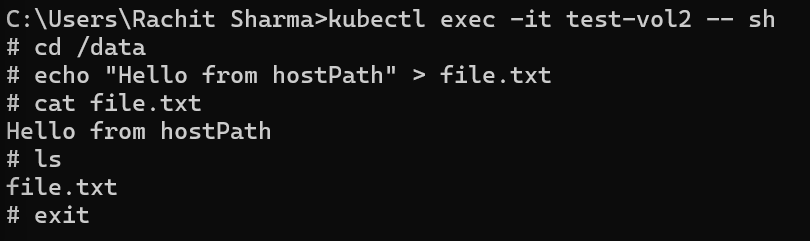 C:\Users\Rachit Sharma>kubectl exec -it test-vol2 -- sh
# cd /data
# echo "Hello from hostPath" > file.txt
# cat file.txt
Hello from hostPath
# ls
file.txt
# exit